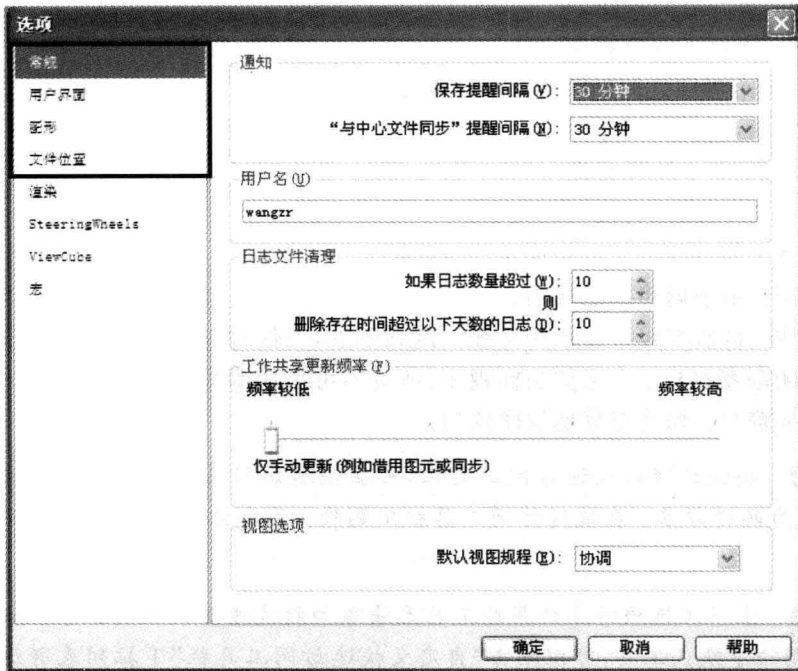 选项
常规
用户界面
图形
文件位置
渲染
SteeringWheels
ViewCube
宏
通知
保存提醒间隔(V): 30 分钟
“与中心文件同步”提醒间隔(N): 30 分钟
用户名(U)
wangzr
日志文件清理
如果日志数量超过(W): 10
则
删除存在时间超过以下天数的日志(D): 10
工作共享更新频率(F)
频率较低 频率较高
仅手动更新(例如借用图元或同步)
视图选项
默认视图规程(E): 协调
确定 取消 帮助